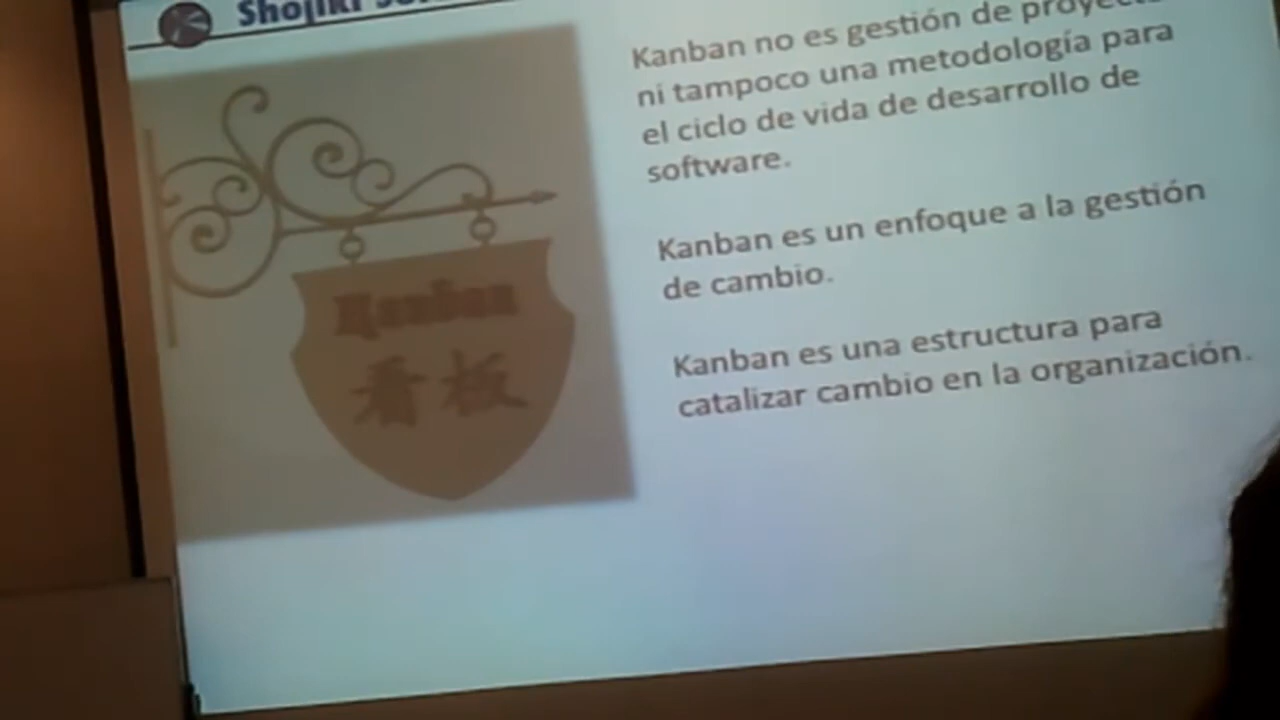 Shojiki
Kanban no es gestión de
ni tampoco una metodología para
el ciclo de vida de desarrollo de
software.
Kanban es un enfoque a la gestión
de cambio.
Kanban es una estructura para
catalizar cambio en la organización.
Kanban
看板